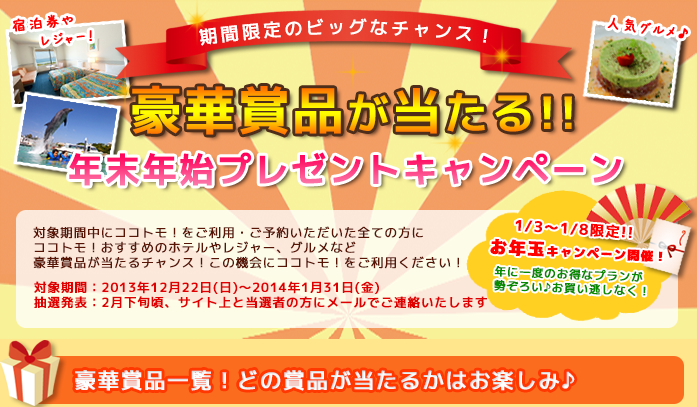 宿泊券や
レジャー!
期間限定のビッグなチャンス!
人気グルメ♪
豪華賞品が当たる!!
年末年始プレゼントキャンペーン
対象期間中にココトモ!をご利用・ご予約いただいた全ての方に
ココトモ!おすすめのホテルやレジャー、グルメなど
豪華賞品が当たるチャンス!この機会にココトモ!をご利用ください!
対象期間:2013年12月22日(日)~2014年1月31日(金)
抽選発表:2月下旬頃、サイト上と当選者の方にメールでご連絡いたします
1/3~1/8限定!!
お年玉キャンペーン開催!
年に一度のお得なプランが
勢ぞろい♪お買い逃しなく!
豪華賞品一覧!どの賞品が当たるかはお楽しみ♪